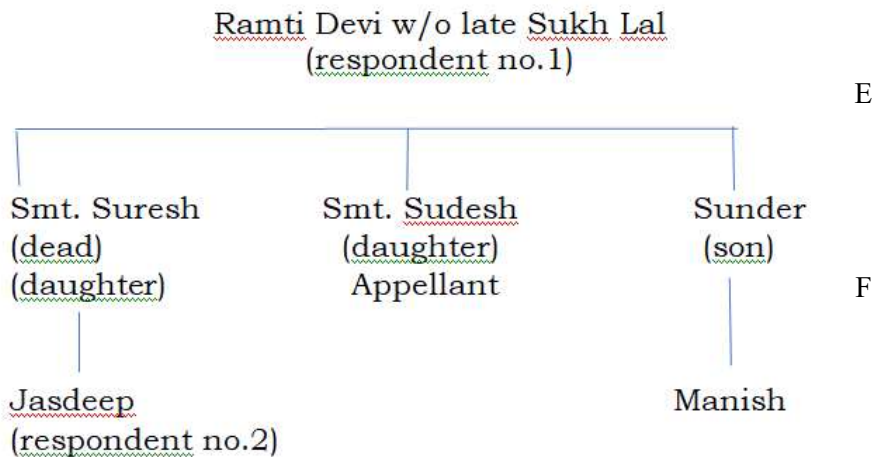 Ramti Devi w/o late Sukh Lal
(respondent no.1)
E
Smt. Suresh Smt. Sudesh Sunder
(dead) (daughter) (son)
(daughter) Appellant
F
Jasdeep Manish
(respondent no.2)